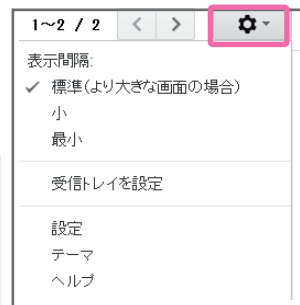 1～2 / 2
表示間隔:
標準(より大きな画面の場合)
小
最小
受信トレイを設定
設定
テーマ
ヘルプ